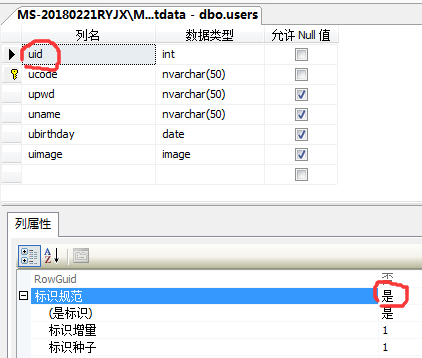 MS-20180221RYJX\M...tdata - dbo.users
列名 数据类型 允许 Null 值
uid int
ucode nvarchar(50)
upwd nvarchar(50)
uname nvarchar(50)
ubirthday date
uimage image
列属性
RowGuid 不
标识规范 是
(是标识) 是
标识增量 1
标识种子 1